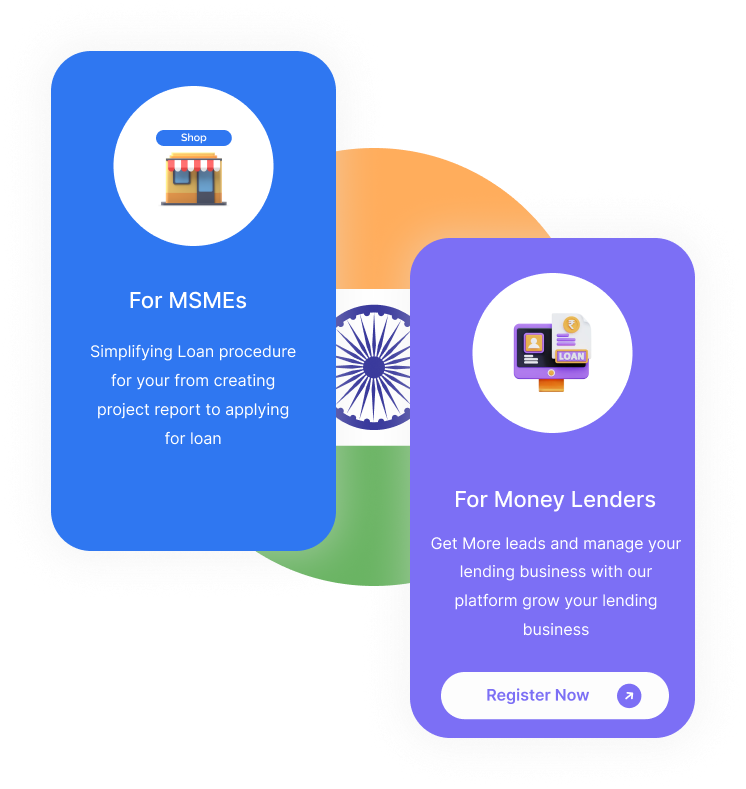 Shop
For MSMEs
Simplifying Loan procedure
for your from creating
project report to applying
for loan
₹
LOAN
For Money Lenders
Get More leads and manage your
lending business with our
platform grow your lending
business
Register Now